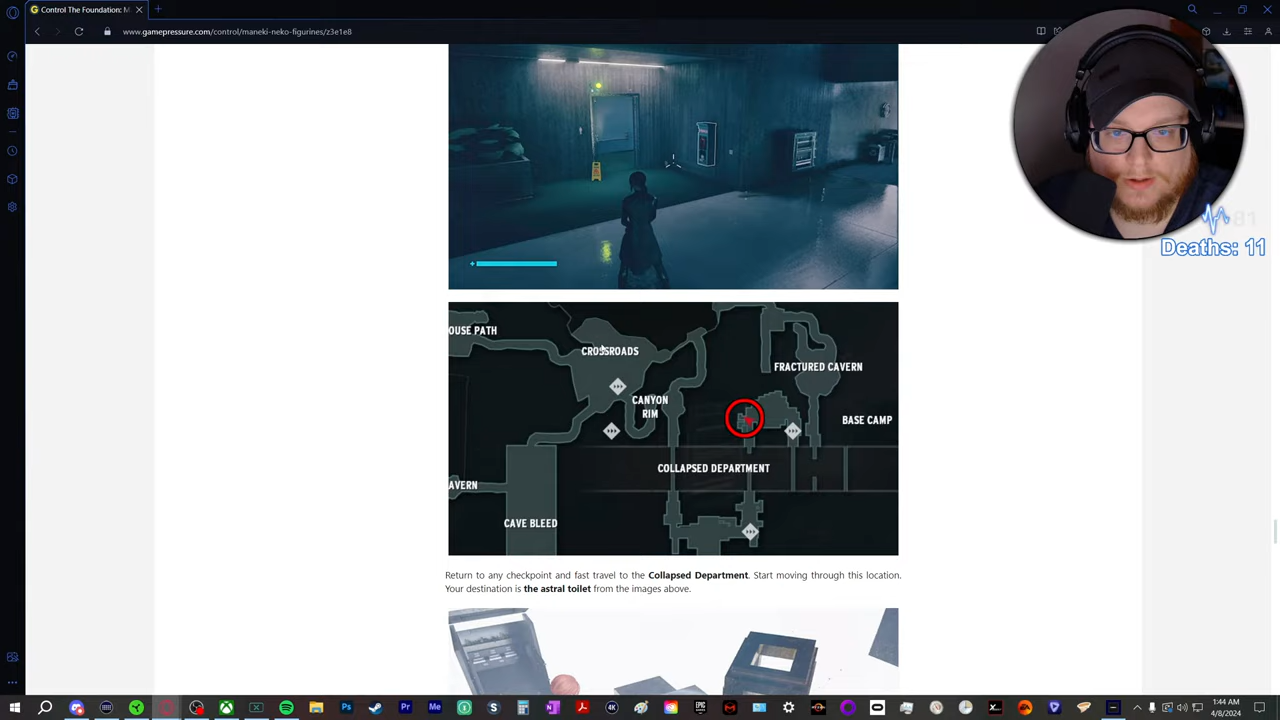 Control The Foundation: M
www.gamepressure.com/control/maneki-neko-figurines/z3e1e8
81
Deaths: 11
OUSE PATH
CROSSROADS
FRACTURED CAVERN
CANYON
RIM
BASE CAMP
COLLAPSED DEPARTMENT
AVERN
CAVE BLEED
Return to any checkpoint and fast travel to the Collapsed Department. Start moving through this location.
Your destination is the astral toilet from the images above.
1:44 AM
4/8/2024